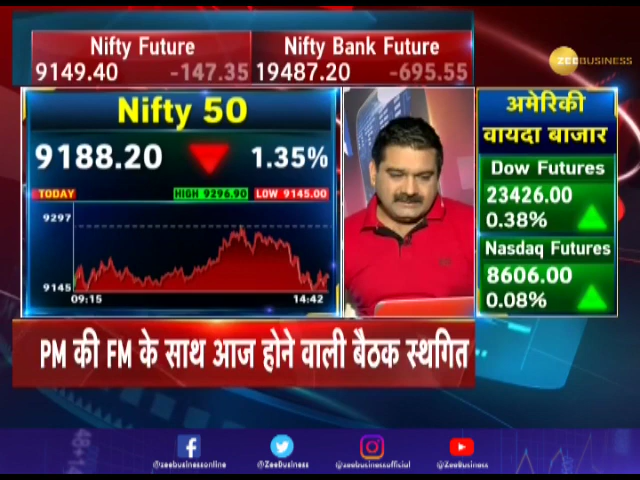 Nifty Future
9149.40 -147.35
Nifty Bank Future
19487.20 -695.55
ZEEBUSINESS
Nifty 50
9188.20 1.35%
TODAY HIGH 9296.90 LOW 9145.00
9297
9145
09:15 14:42
अमेरिकी
वायदा बाजार
Dow Futures
23426.00
0.38%
Nasdaq Futures
8606.00
0.08%
PM की FM के साथ आज होने वाली बैठक स्थगित
@zeebusinessonline @ZeeBusiness @zeebusinessofficial @ZeeBusiness